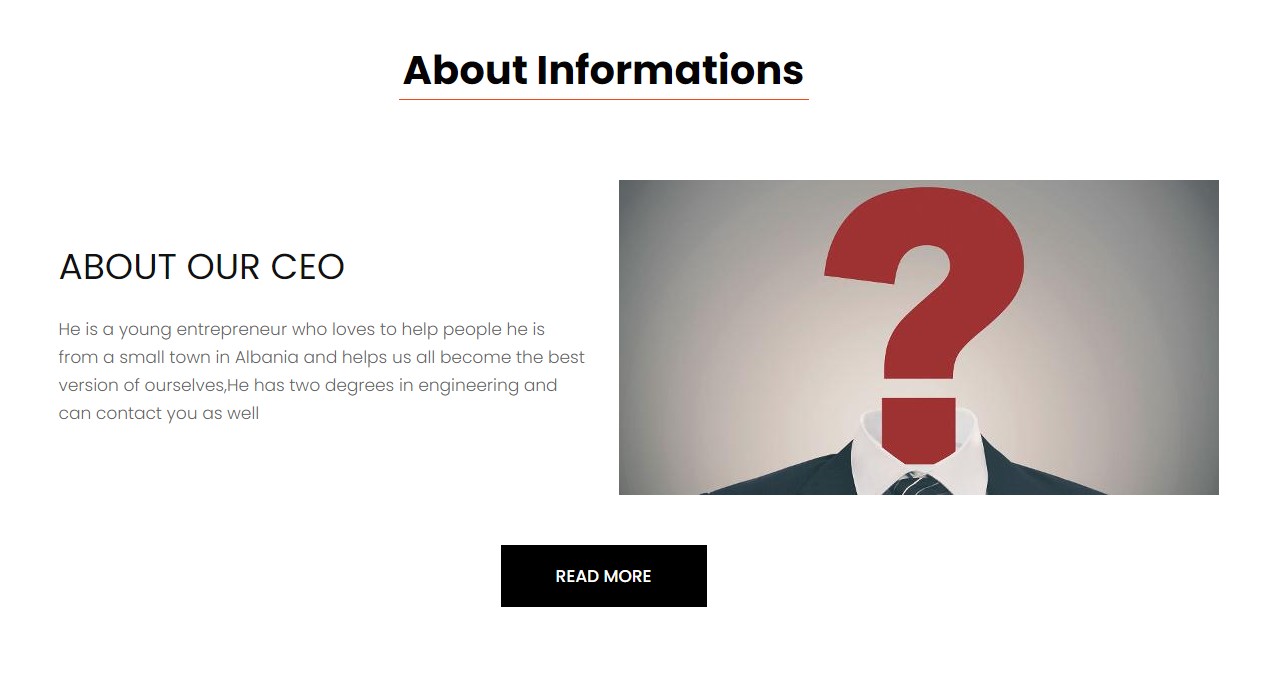 About Informations
ABOUT OUR CEO
He is a young entrepreneur who loves to help people he is
from a small town in Albania and helps us all become the best
version of ourselves,He has two degrees in engineering and
can contact you as well
?
READ MORE